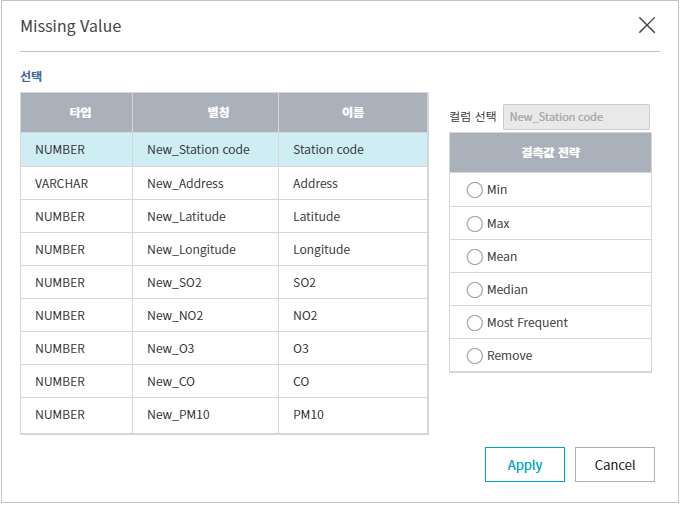 Missing Value
선택
타입 별칭 이름
NUMBER New_Station code Station code
VARCHAR New_Address Address
NUMBER New_Latitude Latitude
NUMBER New_Longitude Longitude
NUMBER New_SO2 SO2
NUMBER New_NO2 NO2
NUMBER New_O3 O3
NUMBER New_CO CO
NUMBER New_PM10 PM10
컬럼 선택 New_Station code
결측값 전략
Min
Max
Mean
Median
Most Frequent
Remove
Apply Cancel